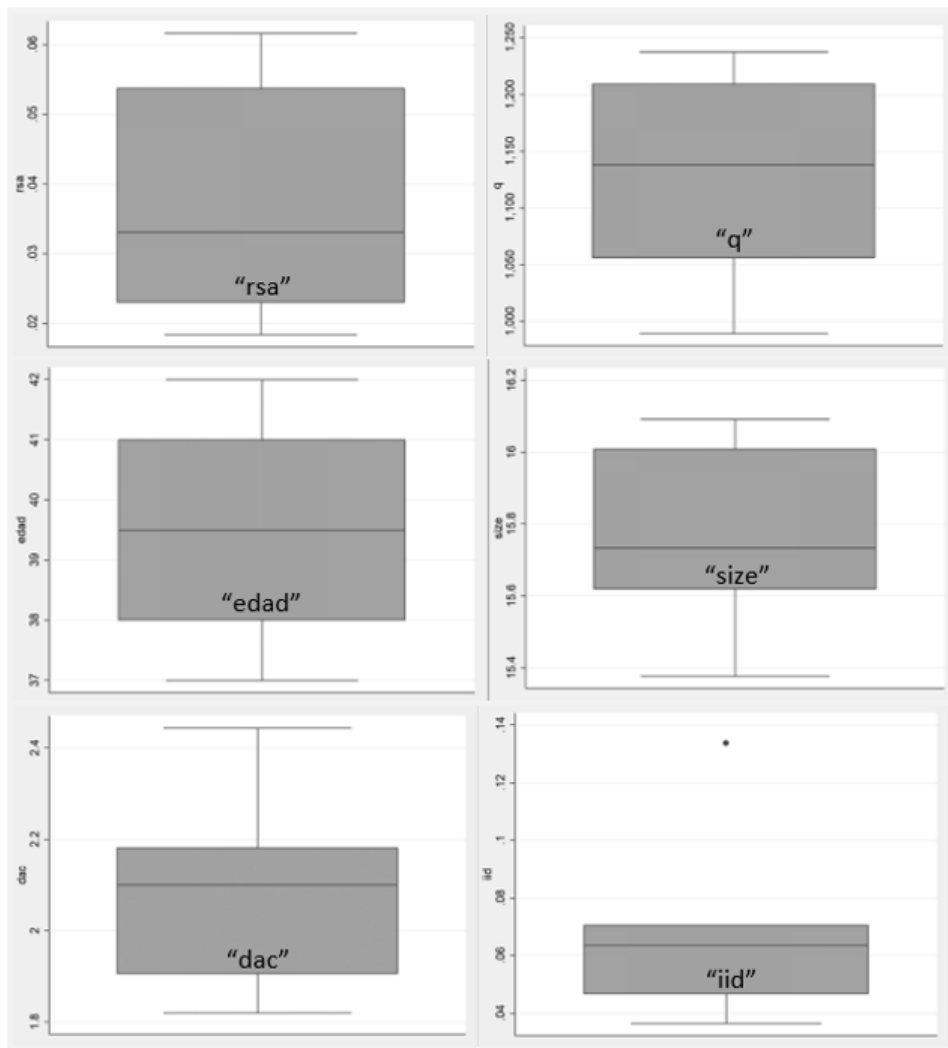 .06
.05
.04
.03
.02
rsa
“rsa”
1,250
1,200
1,150
1,100
1,050
1,000
q
“q”
42
41
40
39
38
37
edad
“edad”
16.2
16
15.8
15.6
15.4
size
“size”
2.4
2.2
2
1.8
dac
“dac”
.14
.12
.1
.08
.06
.04
iid
“iid”